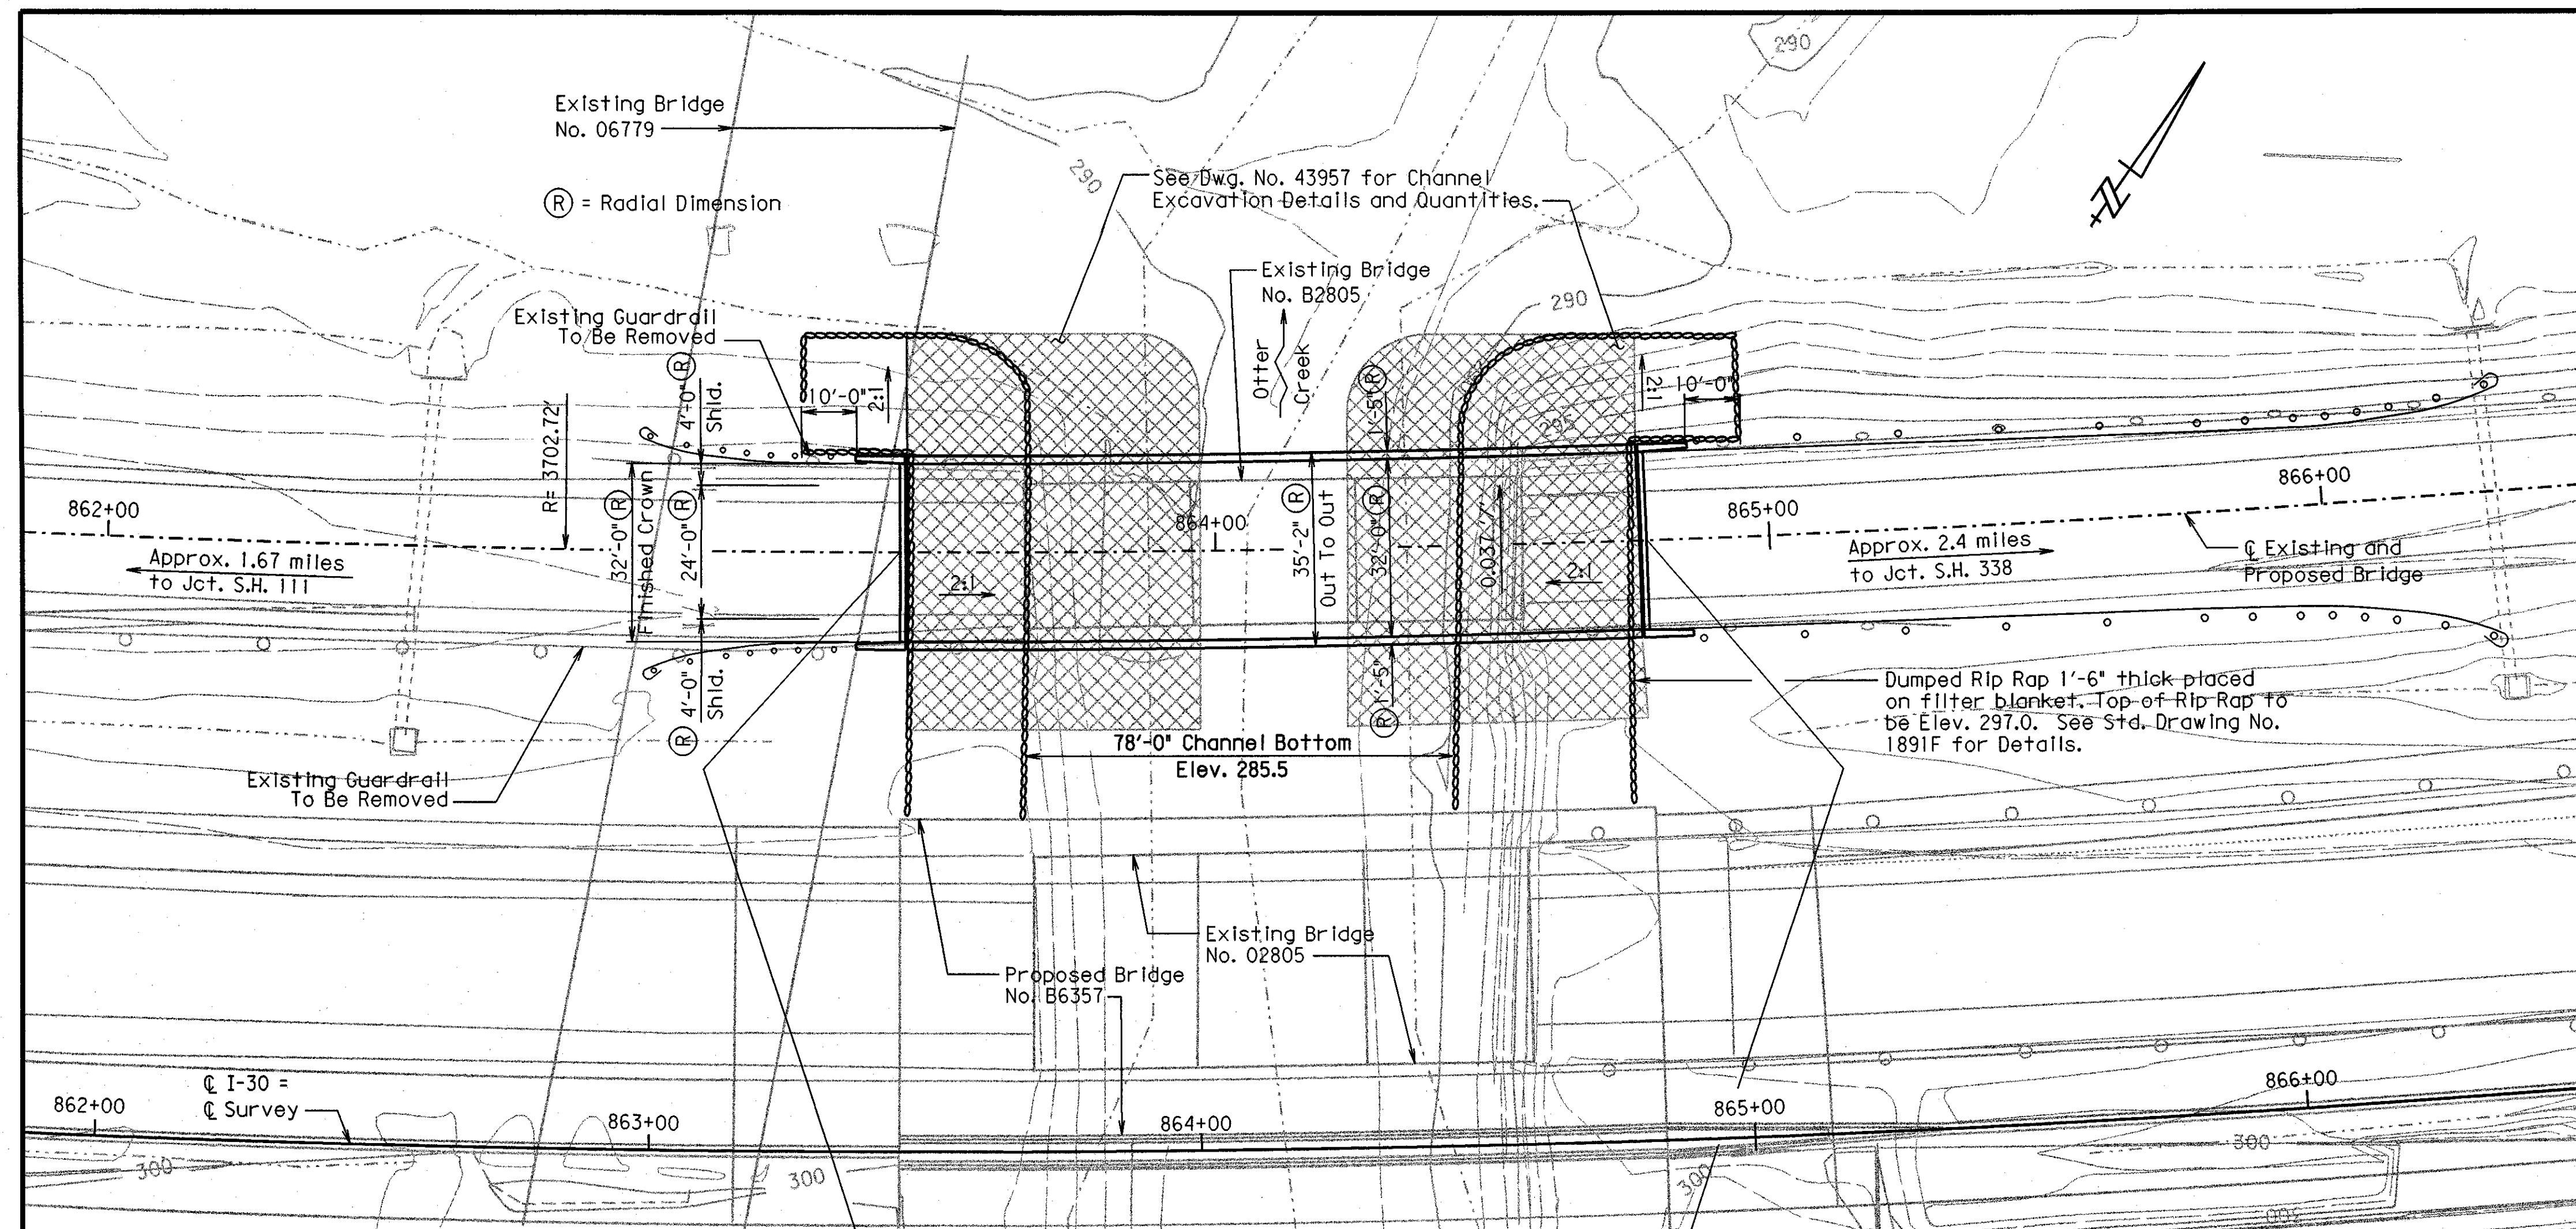 290
Existing Bridge
No. 06779
290
See Dwg. No. 43957 for Channel
Excavation Details and Quantities.
Ⓡ = Radial Dimension
N
Existing Bridge
No. B2805
290
Existing Guardrail
To Be Removed
Otter
Creek
4'-0" Ⓡ
Shld.
10'-0"
2:1
1'-5" Ⓡ
2:1
10'-0"
295
R= 3702.72'
862+00
32'-0" Ⓡ
Finished Crown
24'-0" Ⓡ
864+00
35'-2" Ⓡ
Out To Out
32'-0" Ⓡ
0.037'/'
865+00
866+00
Approx. 1.67 miles
to Jct. S.H. 111
2:1
2:1
Approx. 2.4 miles
to Jct. S.H. 338
℄ Existing and
Proposed Bridge
Ⓡ 4'-0"
Shld.
Ⓡ 1'-5"
Dumped Rip Rap 1'-6" thick placed
on filter blanket. Top of Rip Rap to
be Elev. 297.0. See Std. Drawing No.
1891F for Details.
78'-0" Channel Bottom
Elev. 285.5
Existing Guardrail
To Be Removed
Existing Bridge
No. 02805
Proposed Bridge
No. B6357
℄ I-30 =
℄ Survey
862+00
863+00
864+00
865+00
866+00
300
300
300
300
300